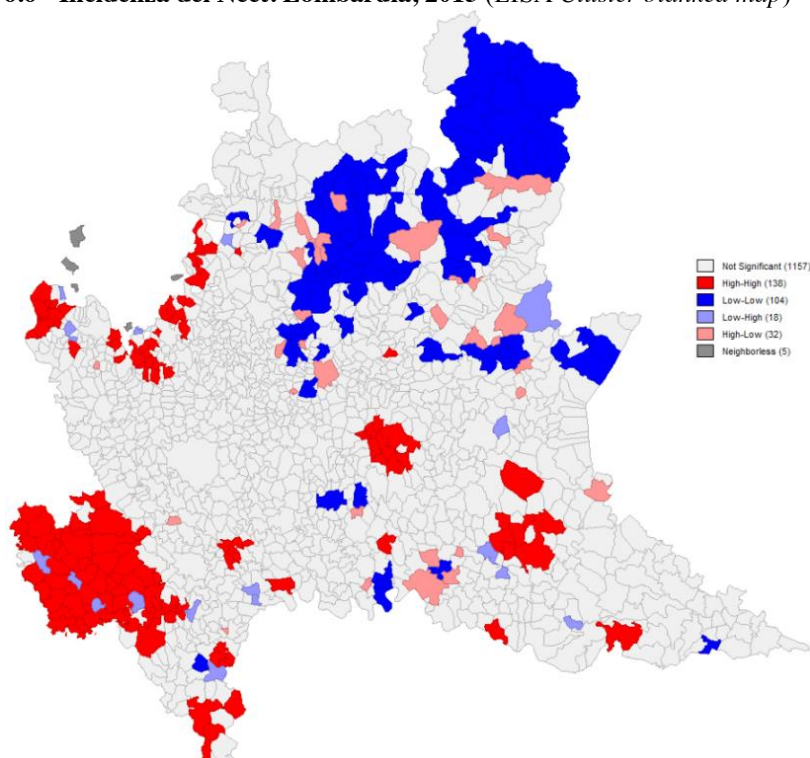 Incidenza dei Neet. Lombardia, 2015 (LISA Cluster blanked map)
Not Significant (1157)
High-High (138)
Low-Low (104)
Low-High (18)
High-Low (32)
Neighborless (5)